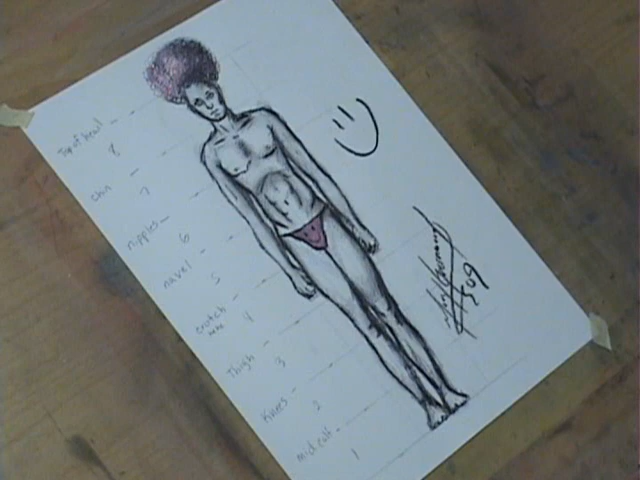 Top of head
8
chin
7
nipples
6
navel
5
crotch
4
thigh
3
knees
2
mid calf
1
509